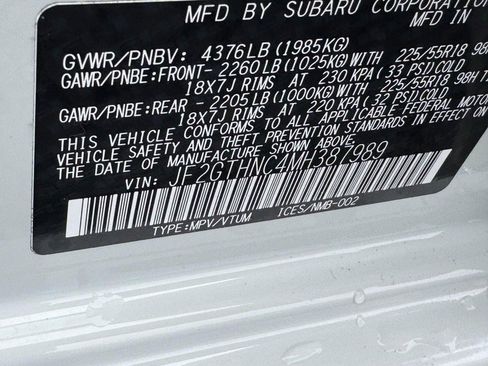 MFD BY SUBARU CORPORATION
GVWR/PNBV: 4376LB (1985KG)
GAWR/PNBE:FRONT- 2260LB (1025KG)WITH 225/55R18 98H
18X7J RIMS AT 230 KPA (33 PSI)COLD
GAWR/PNBE:REAR - 2205LB (1000KG)WITH 225/55R18 98H
18X7J RIMS AT 220 KPA (32 PSI)COLD
THIS VEHICLE CONFORMS TO ALL APPLICABLE FEDERAL MOTOR
VEHICLE SAFETY, BUMPER AND THEFT PREVENTION STANDARDS IN EFFECT ON
THE DATE OF MANUFACTURE SHOWN ABOVE.
VIN: JF2GTHNC4MH387989
TYPE:MPV/VTUM ICES/NMB-002